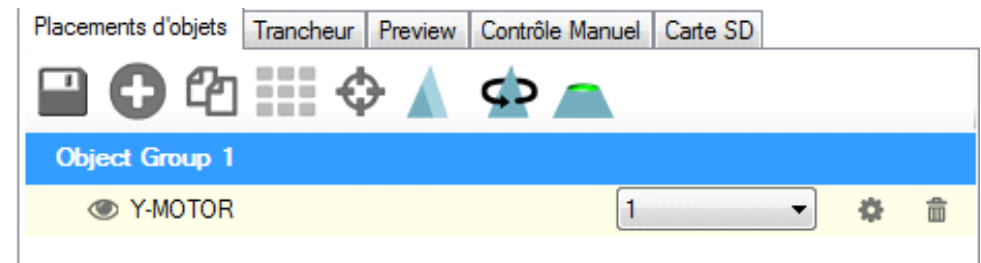 Placements d'objets Trancheur Preview Contrôle Manuel Carte SD
Object Group 1
Y-MOTOR 1